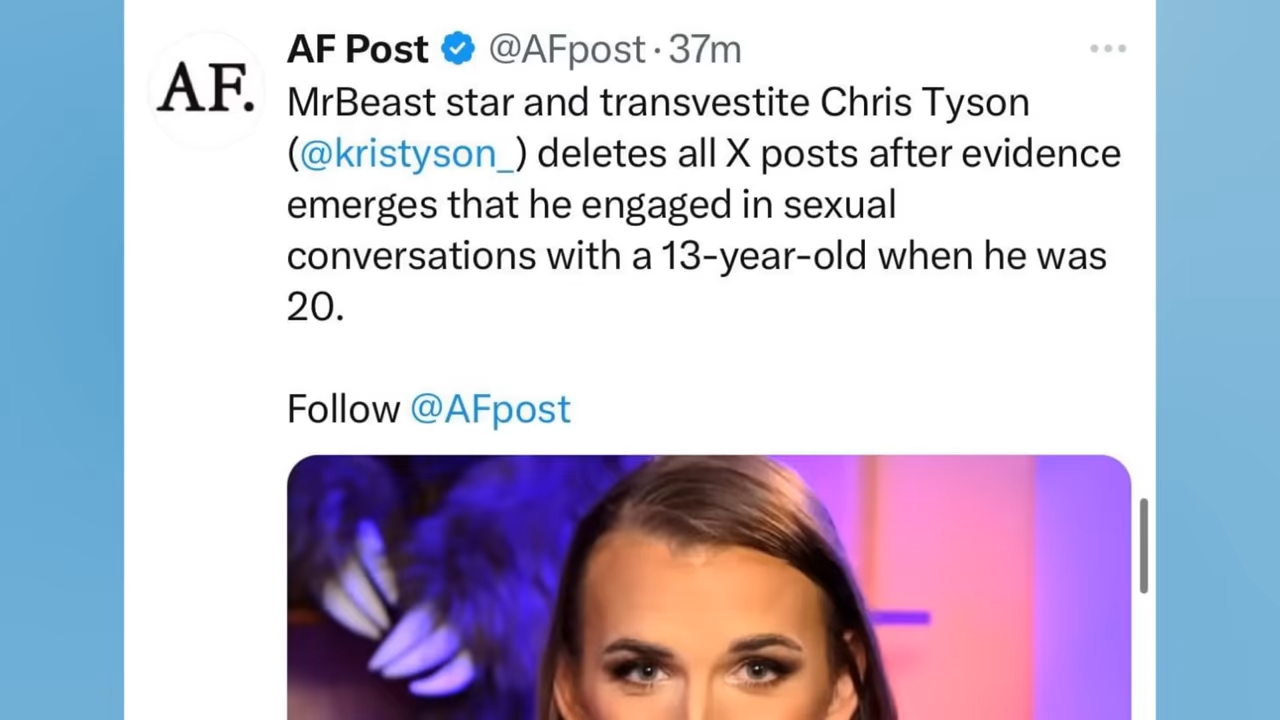 AF.
AF Post @AFpost · 37m
MrBeast star and transvestite Chris Tyson
(@kristyson_) deletes all X posts after evidence
emerges that he engaged in sexual
conversations with a 13-year-old when he was
20.
Follow @AFpost